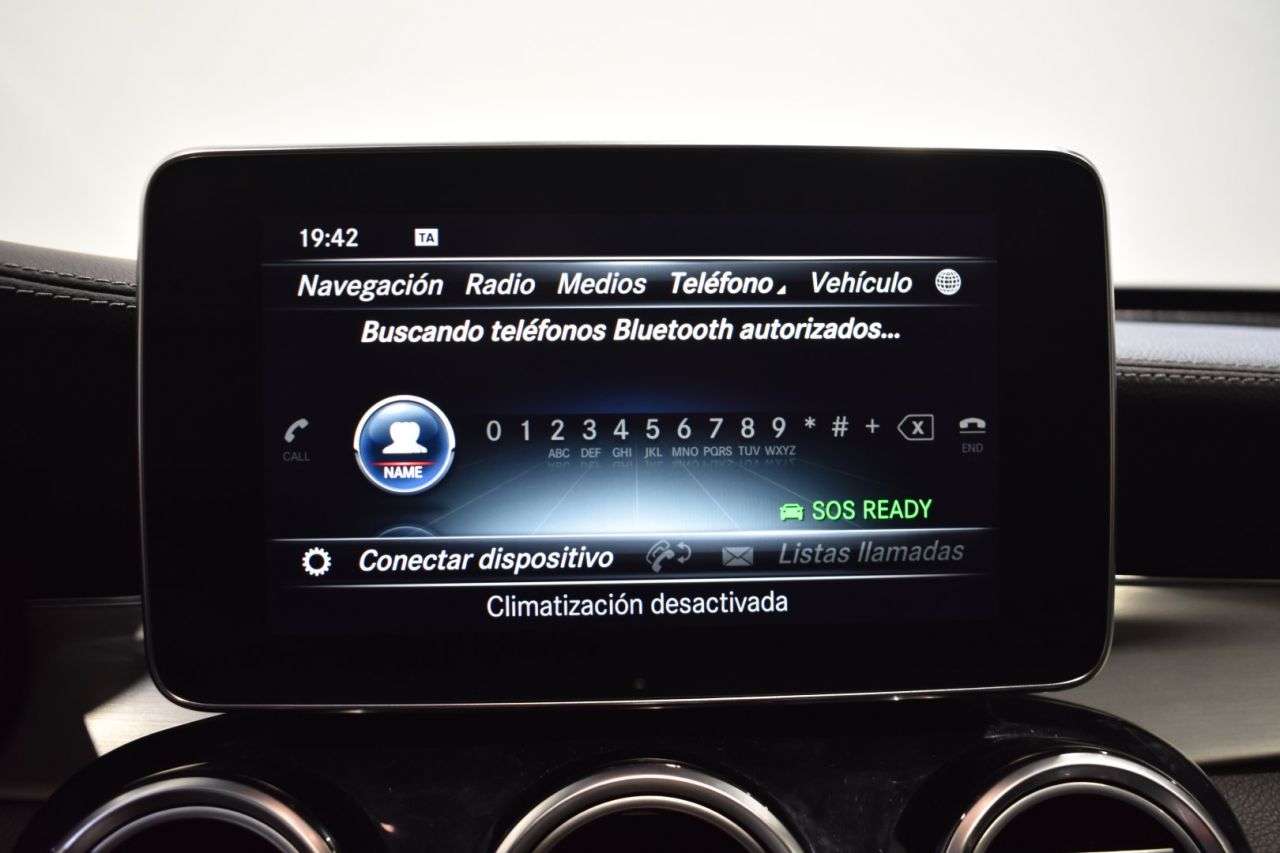 19:42 TA
Navegación Radio Medios Teléfono Vehículo
Buscando teléfonos Bluetooth autorizados...
CALL NAME 0 1 2 3 4 5 6 7 8 9 * # + X END
ABC DEF GHI JKL MNO PQRS TUV WXYZ
SOS READY
Conectar dispositivo Listas llamadas
Climatización desactivada